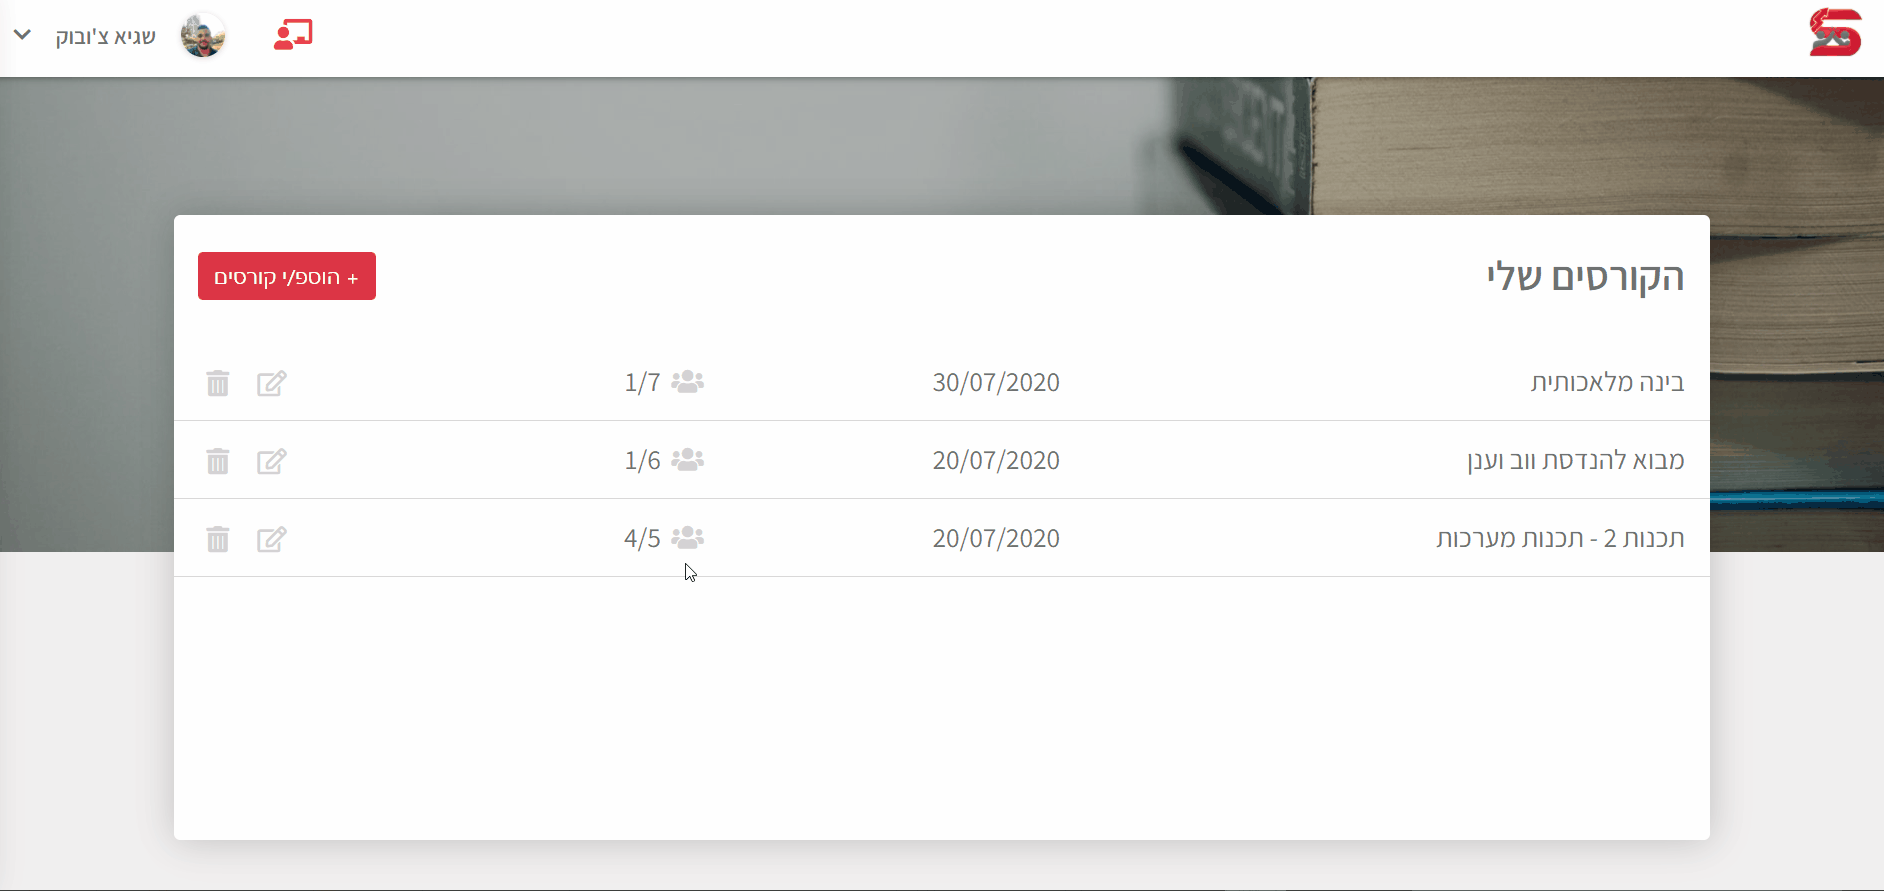 שגיא צ'ובוק
הקורסים שלי
+ הוספ/י קורסים
בינה מלאכותית
30/07/2020
1/7
מבוא להנדסת ווב וענן
20/07/2020
1/6
תכנות 2 - תכנות מערכות
20/07/2020
4/5